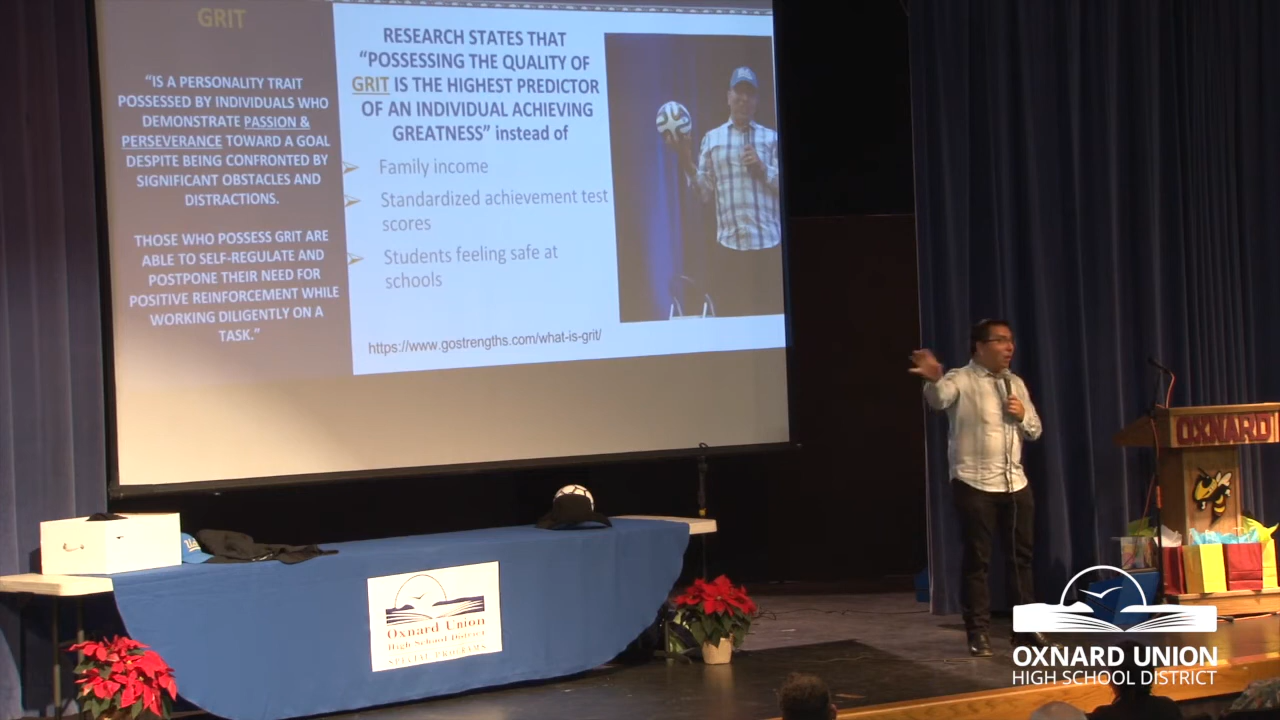 GRIT
“IS A PERSONALITY TRAIT
POSSESSED BY INDIVIDUALS WHO
DEMONSTRATE PASSION &
PERSEVERANCE TOWARD A GOAL
DESPITE BEING CONFRONTED BY
SIGNIFICANT OBSTACLES AND
DISTRACTIONS.
THOSE WHO POSSESS GRIT ARE
ABLE TO SELF-REGULATE AND
POSTPONE THEIR NEED FOR
POSITIVE REINFORCEMENT WHILE
WORKING DILIGENTLY ON A
TASK.”
RESEARCH STATES THAT
“POSSESSING THE QUALITY OF
GRIT IS THE HIGHEST PREDICTOR
OF AN INDIVIDUAL ACHIEVING
GREATNESS” instead of
Family income
Standardized achievement test
scores
Students feeling safe at
schools
https://www.gostrengths.com/what-is-grit/
OXNARD
Oxnard Union
High School District
SPECIAL PROGRAMS
OXNARD UNION
HIGH SCHOOL DISTRICT